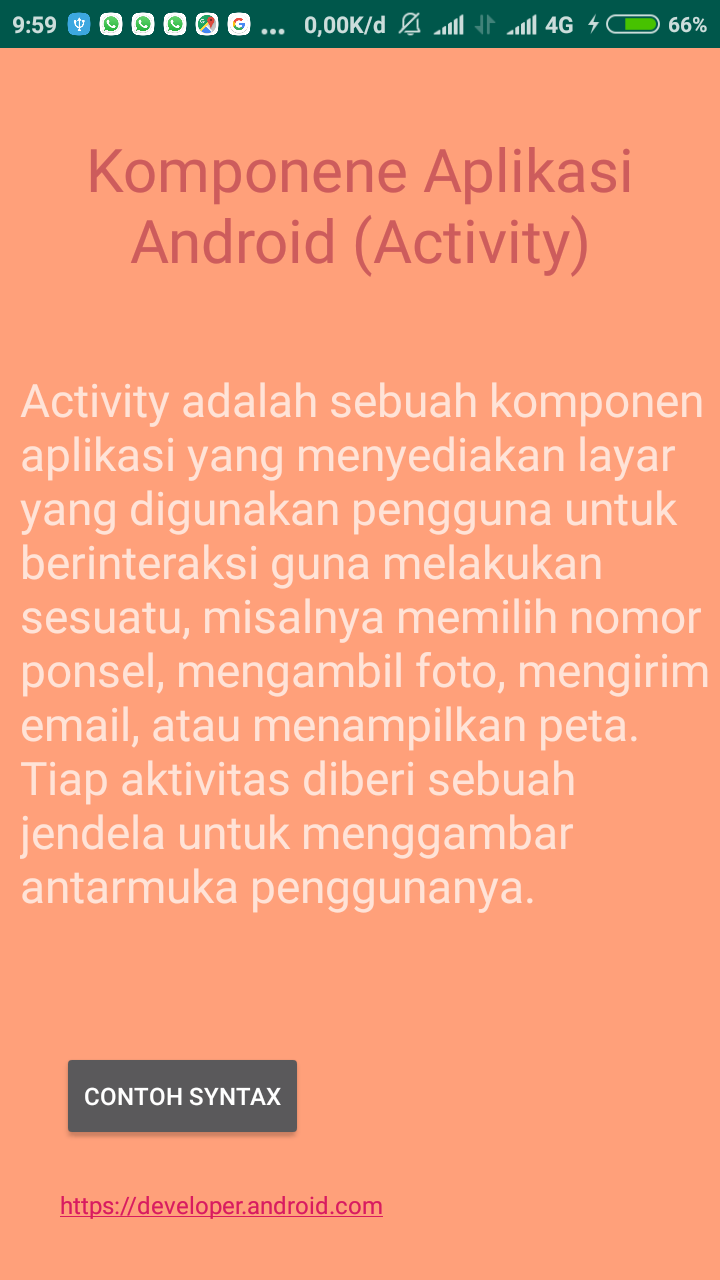 9:59 ... 0,00K/d 4G 66%
Komponene Aplikasi
Android (Activity)
Activity adalah sebuah komponen
aplikasi yang menyediakan layar
yang digunakan pengguna untuk
berinteraksi guna melakukan
sesuatu, misalnya memilih nomor
ponsel, mengambil foto, mengirim
email, atau menampilkan peta.
Tiap aktivitas diberi sebuah
jendela untuk menggambar
antarmuka penggunanya.
CONTOH SYNTAX
https://developer.android.com